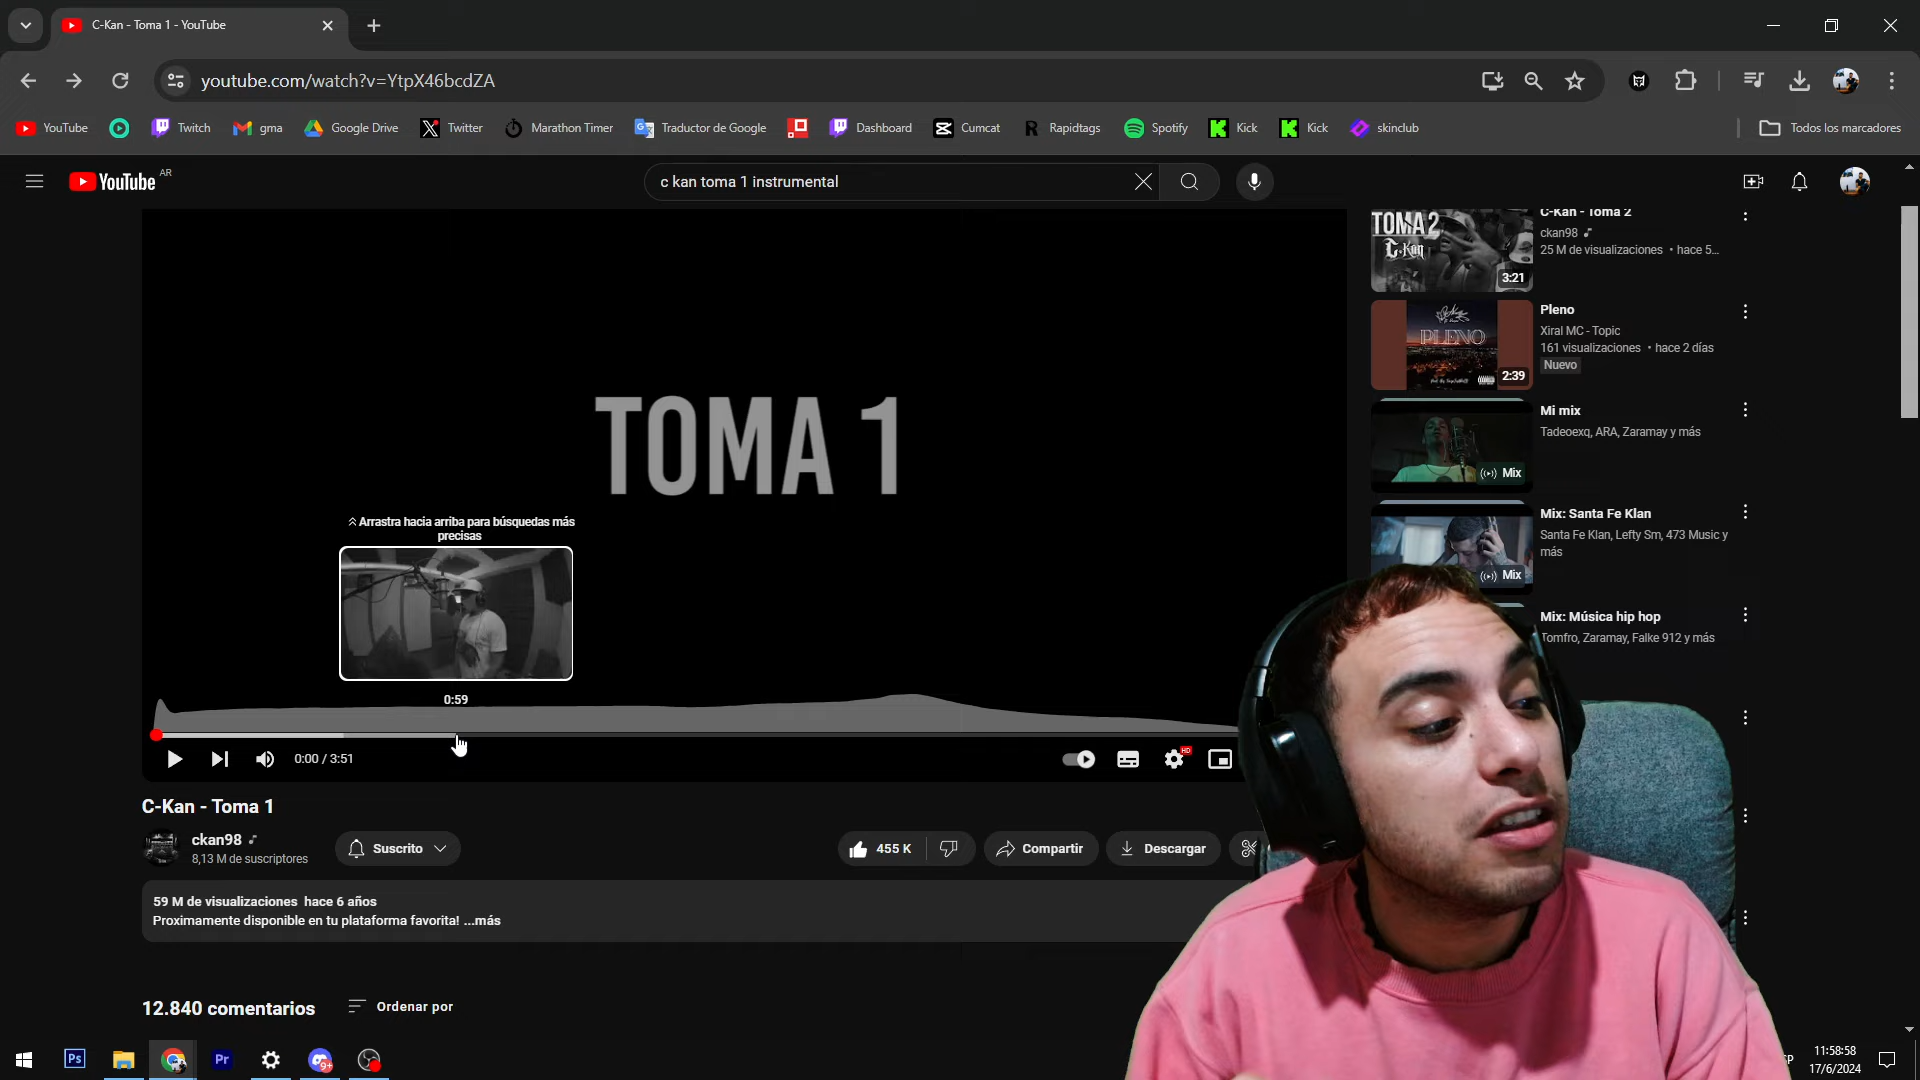 C-Kan - Toma 1 - YouTube
youtube.com/watch?v=YtpX46bcdZA
YouTube
Twitch
gma
Google Drive
Twitter
Marathon Timer
Traductor de Google
Dashboard
Cumcat
Rapidtags
Spotify
Kick
Kick
skinclub
Todos los marcadores
YouTube AR
c kan toma 1 instrumental
TOMA 1
Arrastra hacia arriba para búsquedas más
precisas
0:59
0:00 / 3:51
HD
C-Kan - Toma 1
ckan98
8,13 M de suscriptores
Suscrito
455 K
Compartir
Descargar
59 M de visualizaciones hace 6 años
Proximamente disponible en tu plataforma favorita! ...más
12.840 comentarios
Ordenar por
TOMA 2
C-Kan
3:21
C-Kan - Toma 2
ckan98
25 M de visualizaciones • hace 5...
PLENO
2:39
Pleno
Xiral MC - Topic
161 visualizaciones • hace 2 días
Nuevo
Mix
Mi mix
Tadeoexq, ARA, Zaramay y más
Mix
Mix: Santa Fe Klan
Santa Fe Klan, Lefty Sm, 473 Music y
más
Mix: Música hip hop
Tomfro, Zaramay, Falke 912 y más
Ps
Pr
9+
11:58:58
17/6/2024